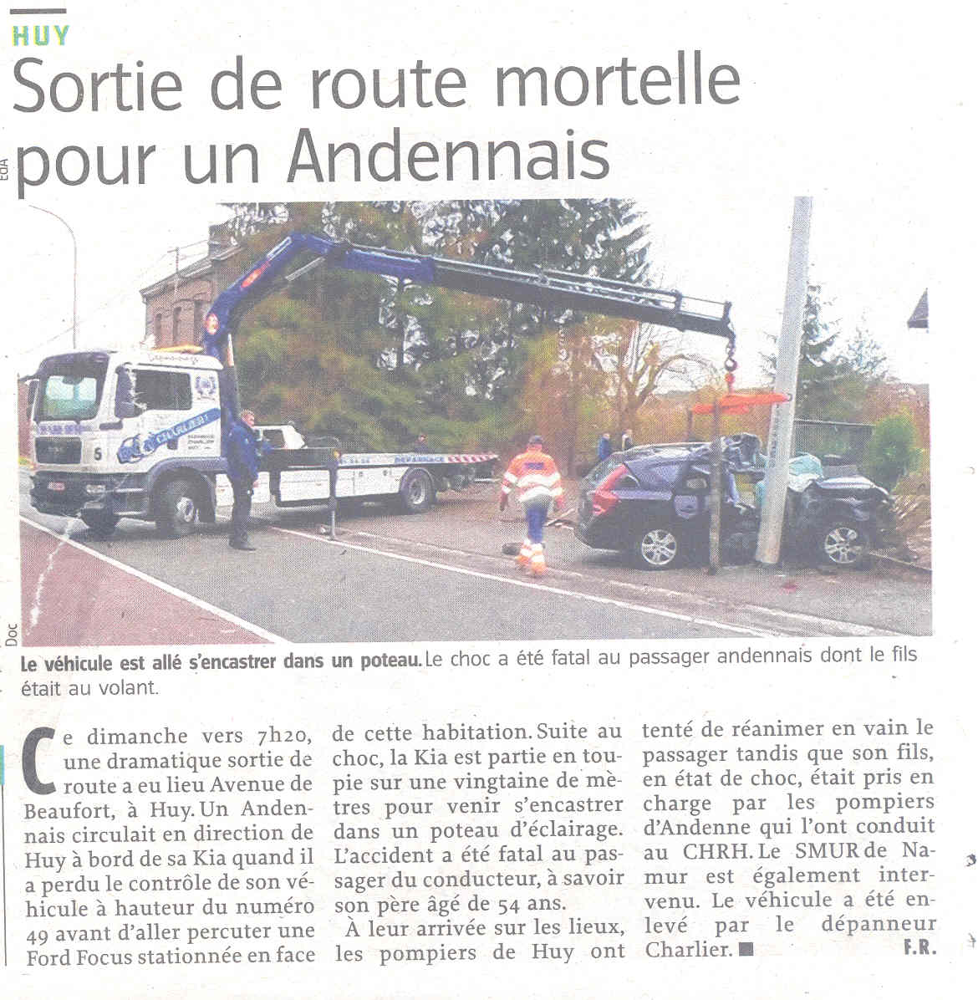 HUY
Sortie de route mortelle
pour un Andennais
EdA
CHARLIER
6
DÉPANNAGE
Doc
Le véhicule est allé s'encastrer dans un poteau. Le choc a été fatal au passager andennais dont le fils
était au volant.
Ce dimanche vers 7h20,
une dramatique sortie de
route a eu lieu Avenue de
Beaufort, à Huy. Un Anden-
nais circulait en direction de
Huy à bord de sa Kia quand il
a perdu le contrôle de son vé-
hicule à hauteur du numéro
49 avant d'aller percuter une
Ford Focus stationnée en face
de cette habitation. Suite au
choc, la Kia est partie en tou-
pie sur une vingtaine de mè-
tres pour venir s'encastrer
dans un poteau d'éclairage.
L'accident a été fatal au pas-
sager du conducteur, à savoir
son père âgé de 54 ans.
À leur arrivée sur les lieux,
les pompiers de Huy ont
tenté de réanimer en vain le
passager tandis que son fils,
en état de choc, était pris en
charge par les pompiers
d'Andenne qui l'ont conduit
au CHRH. Le SMUR de Na-
mur est également inter-
venu. Le véhicule a été en-
levé par le dépanneur
Charlier. ■
F.R.